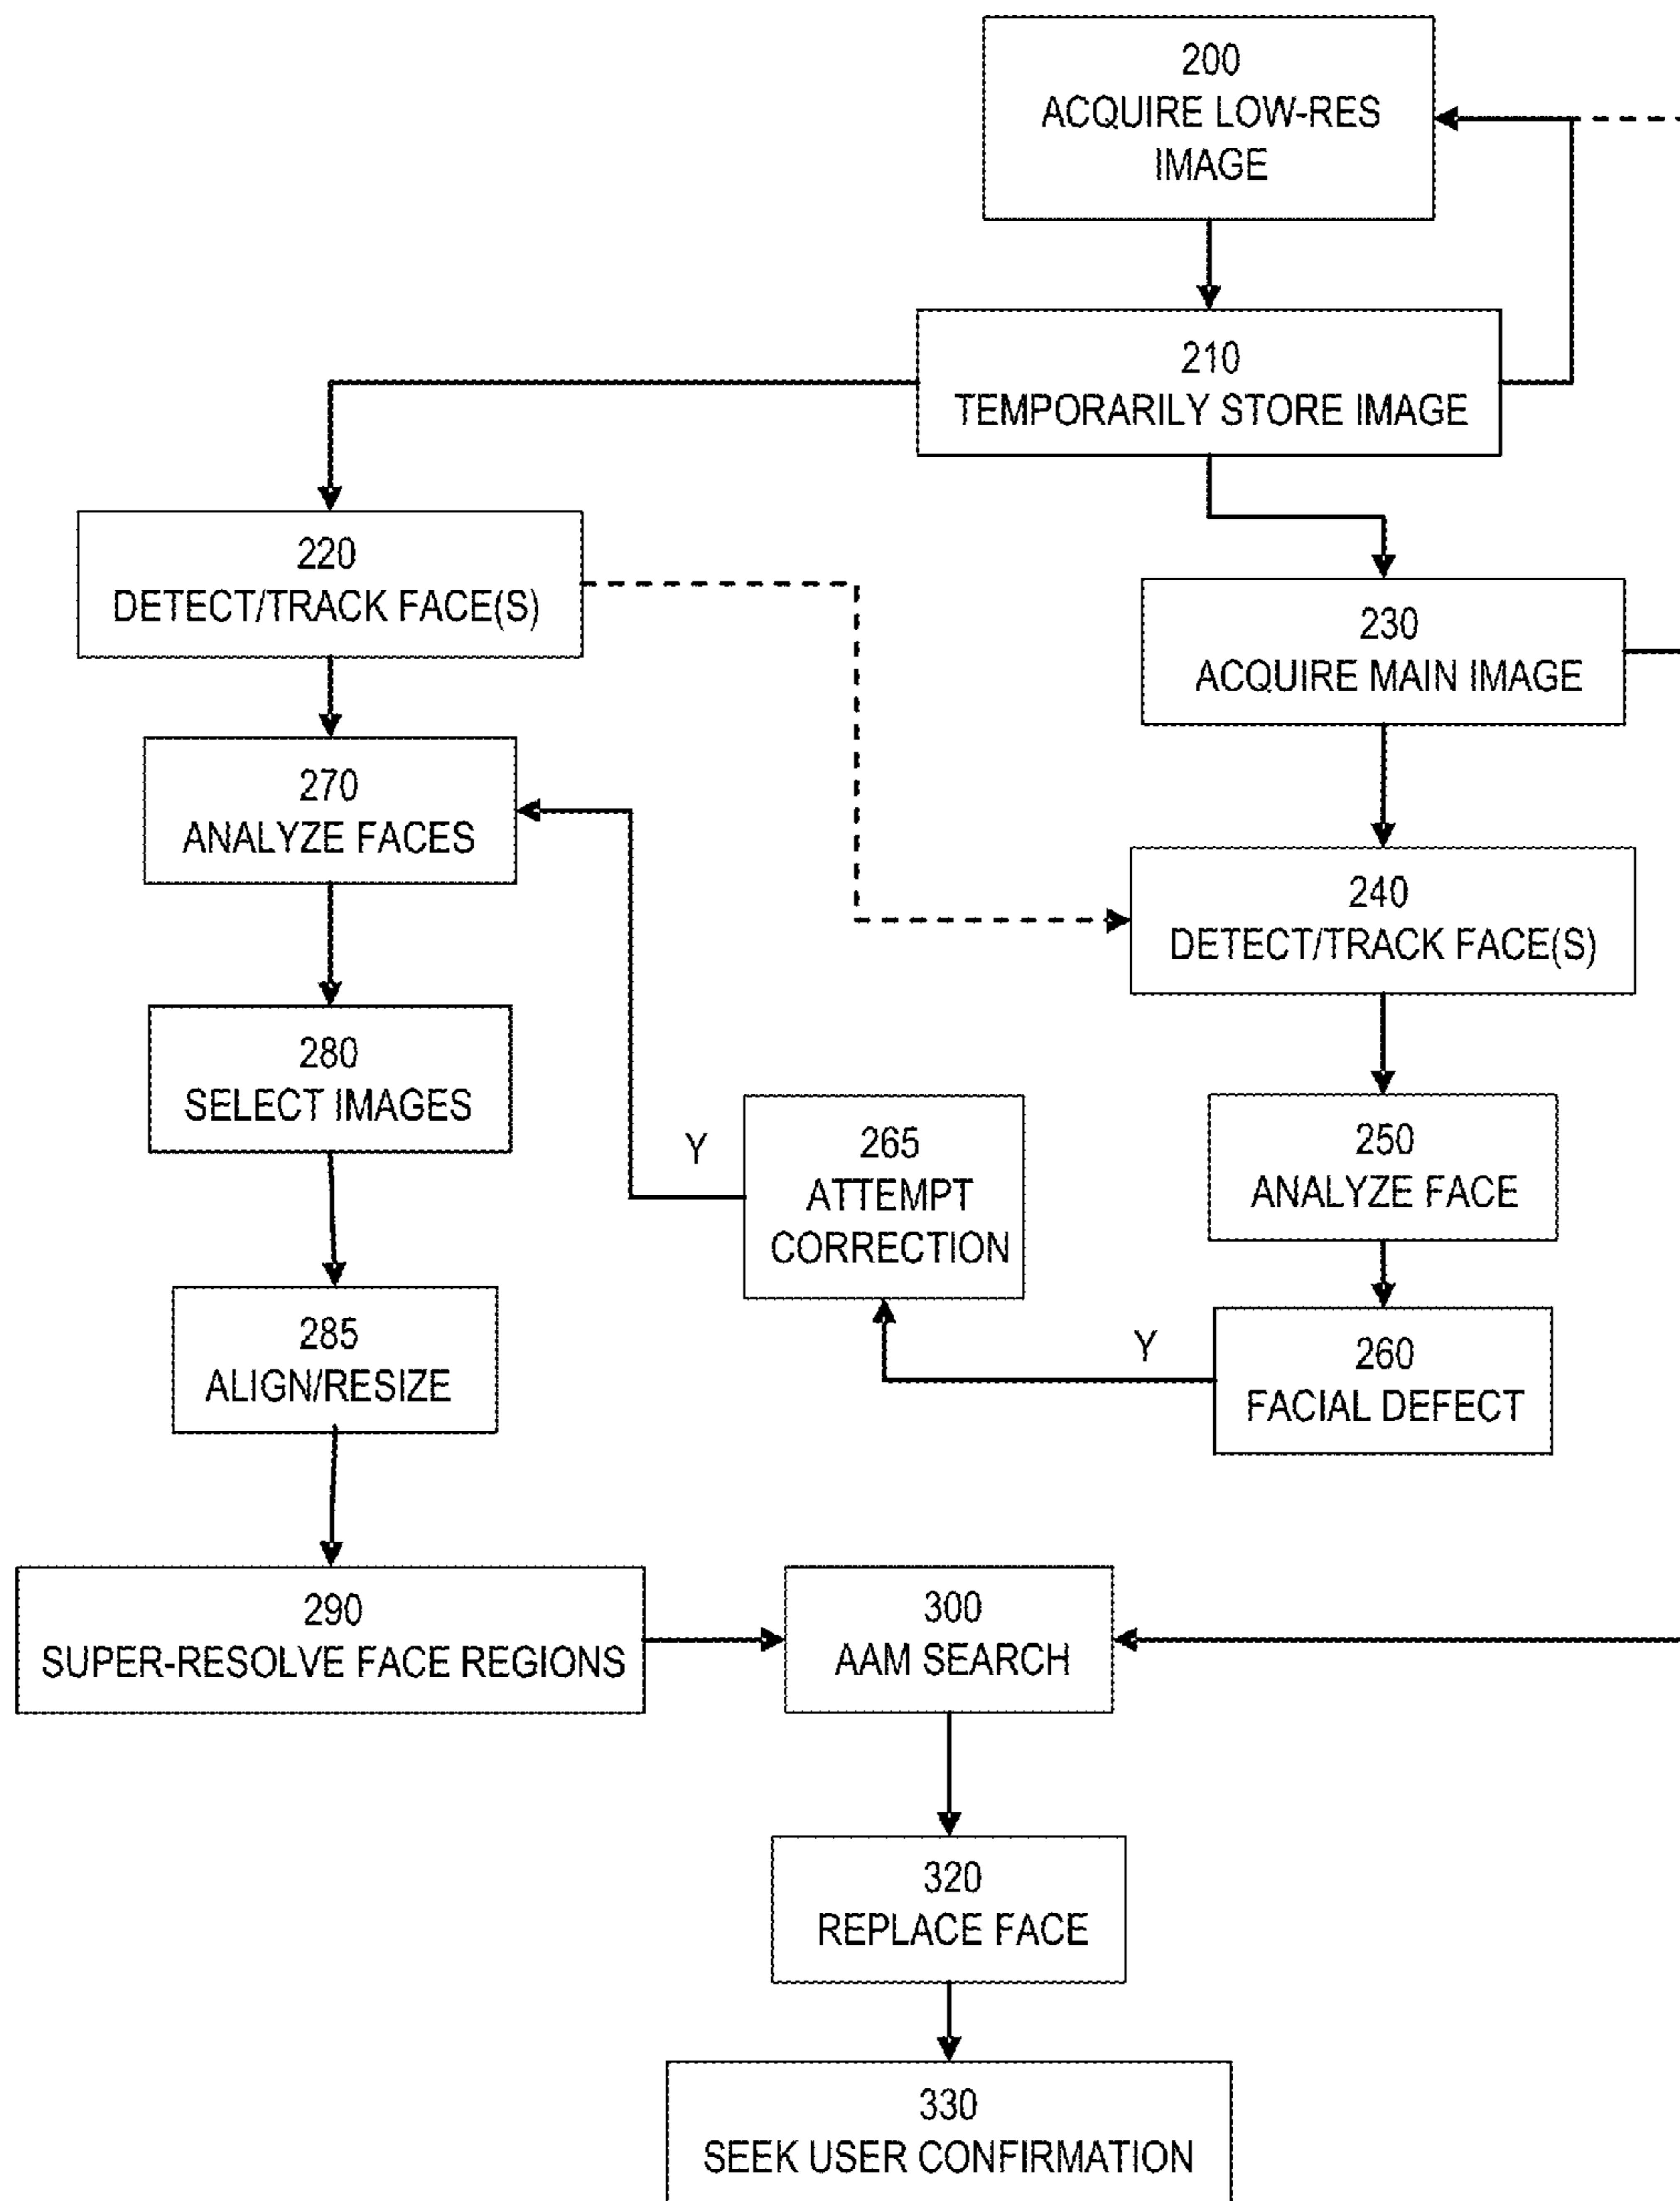 200
ACQUIRE LOW-RES
IMAGE
210
TEMPORARILY STORE IMAGE
220
DETECT/TRACK FACE(S)
230
ACQUIRE MAIN IMAGE
270
ANALYZE FACES
240
DETECT/TRACK FACE(S)
280
SELECT IMAGES
Y
265
ATTEMPT
CORRECTION
250
ANALYZE FACE
285
ALIGN/RESIZE
Y
260
FACIAL DEFECT
290
SUPER-RESOLVE FACE REGIONS
300
AAM SEARCH
320
REPLACE FACE
330
SEEK USER CONFIRMATION